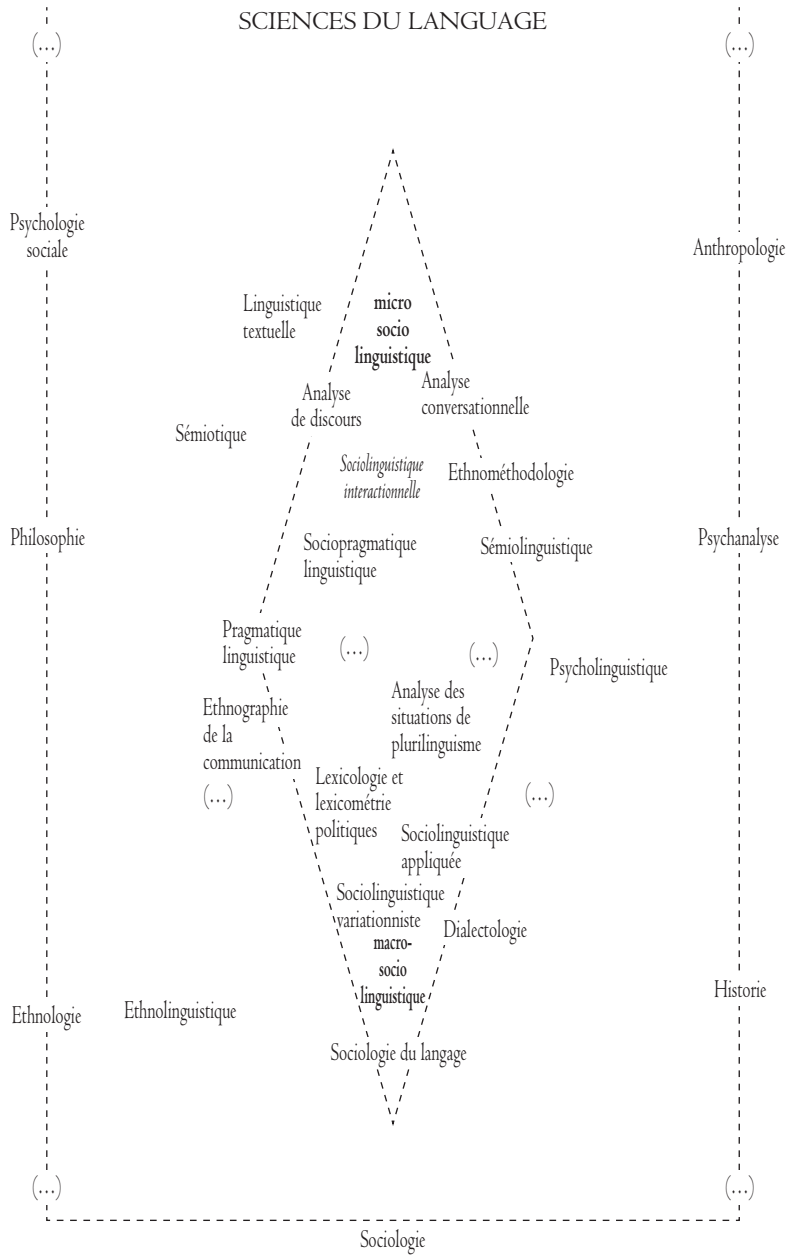 SCIENCES DU LANGAGE
(...)
(...)
Psychologie
sociale
Anthropologie
Linguistique
textuelle
micro
socio
linguistique
Analyse
de discours
Analyse
conversationnelle
Sémiotique
Sociolinguistique
interactionnelle
Ethnométhodologie
Philosophie
Sociopragmatique
linguistique
Sémiolinguistique
Psychanalyse
Pragmatique
linguistique
(...)
(...)
Psycholinguistique
Ethnographie
de la
communication
Analyse des
situations de
plurilinguisme
(...)
Lexicologie et
lexicométrie
politiques
(...)
Sociolinguistique
appliquée
Sociolinguistique
variationniste
Dialectologie
macro-
socio
linguistique
Historie
Ethnologie
Ethnolinguistique
Sociologie du langage
(...)
(...)
Sociologie